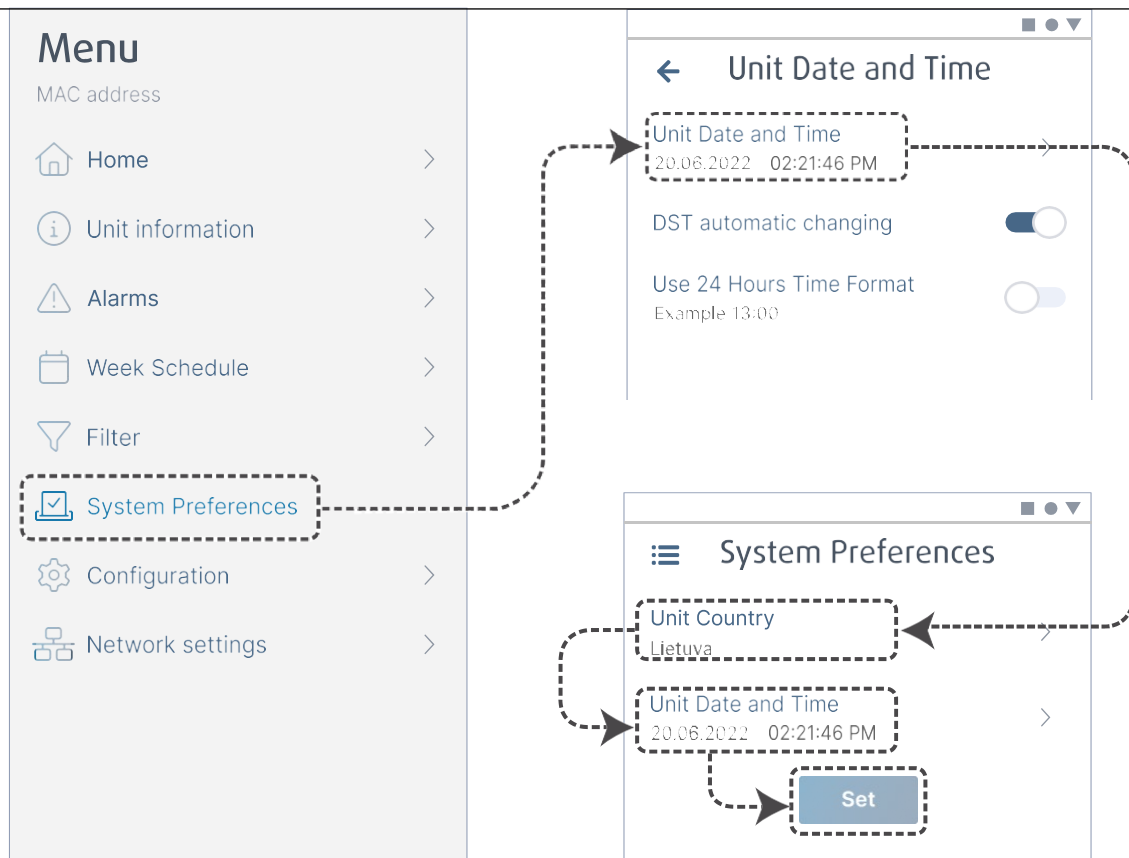 Menu
MAC address
Home
Unit information
Alarms
Week Schedule
Filter
System Preferences
Configuration
Network settings
Unit Date and Time
Unit Date and Time
20.06.2022 02:21:46 PM
DST automatic changing
Use 24 Hours Time Format
Example 13:00
System Preferences
Unit Country
Lietuva
Unit Date and Time
20.06.2022 02:21:46 PM
Set